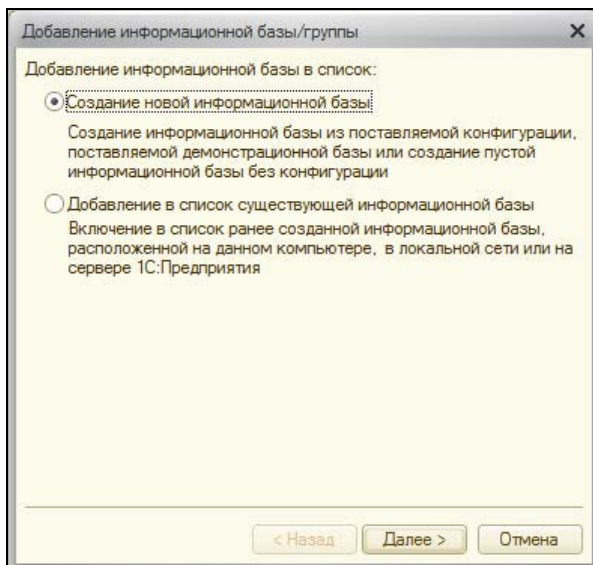 Добавление информационной базы/группы
Добавление информационной базы в список:
Создание новой информационной базы
Создание информационной базы из поставляемой конфигурации,
поставляемой демонстрационной базы или создание пустой
информационной базы без конфигурации
Добавление в список существующей информационной базы
Включение в список ранее созданной информационной базы,
расположенной на данном компьютере, в локальной сети или на
сервере 1С:Предприятия
< Назад Далее > Отмена